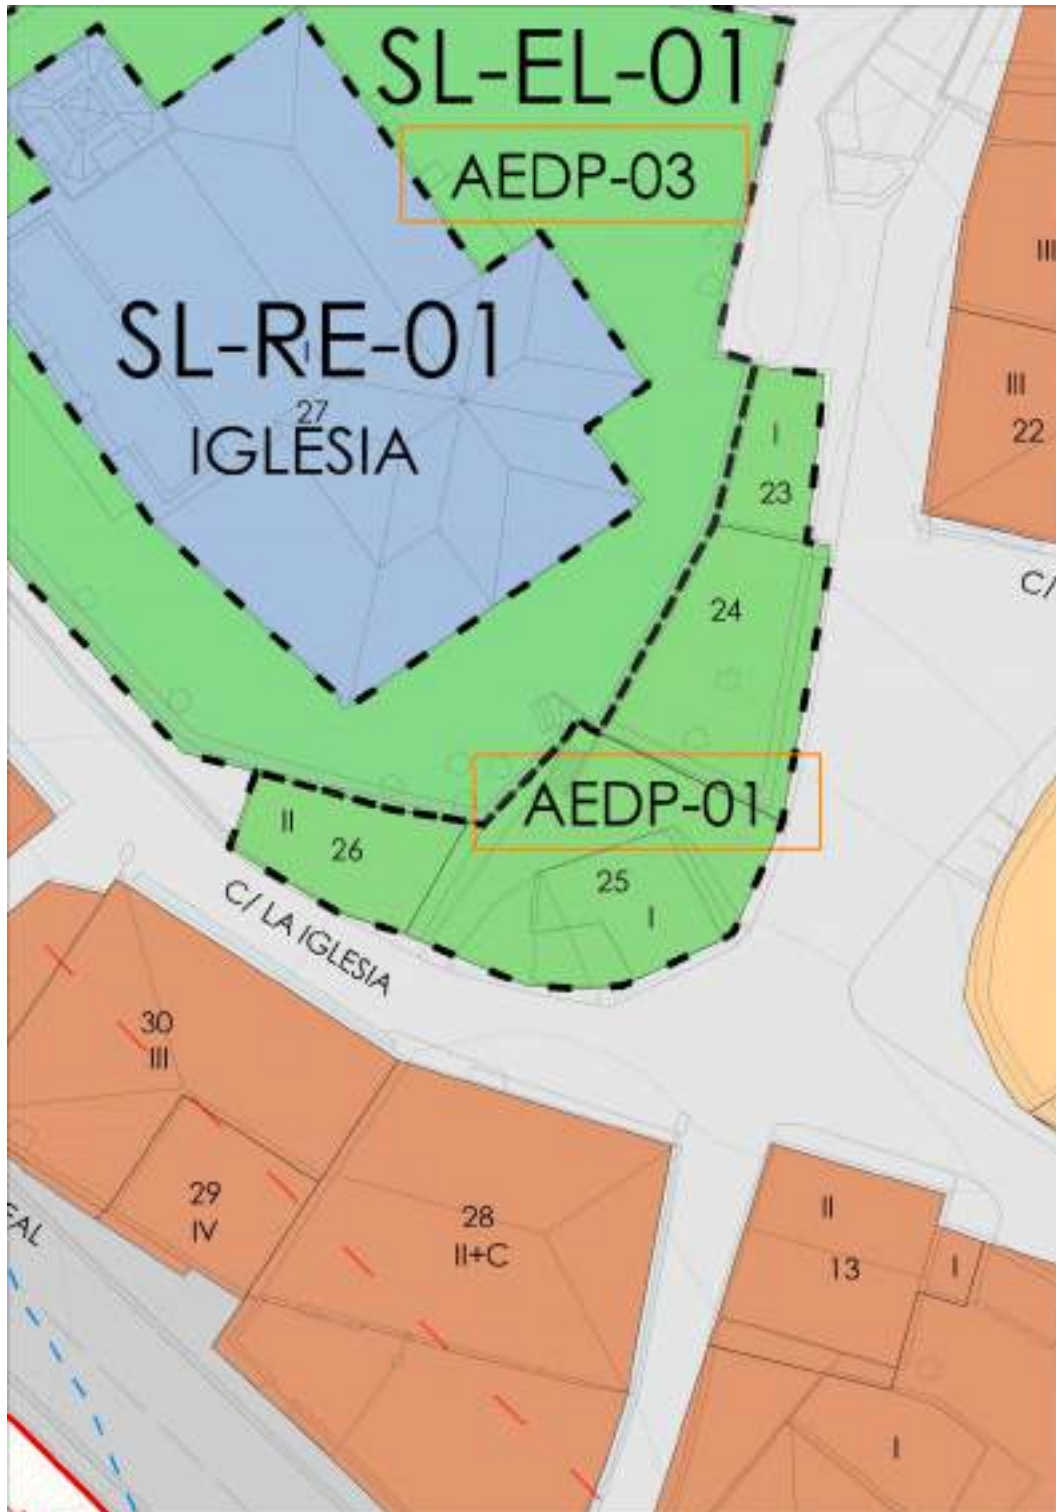 SL-EL-01
AEDP-03
III
SL-RE-01
I
27
IGLESIA
III
22
I
23
C/
24
AEDP-01
II
26
25
I
C/ LA IGLESIA
30
III
29
IV
28
II+C
II
13
I
EAL
I